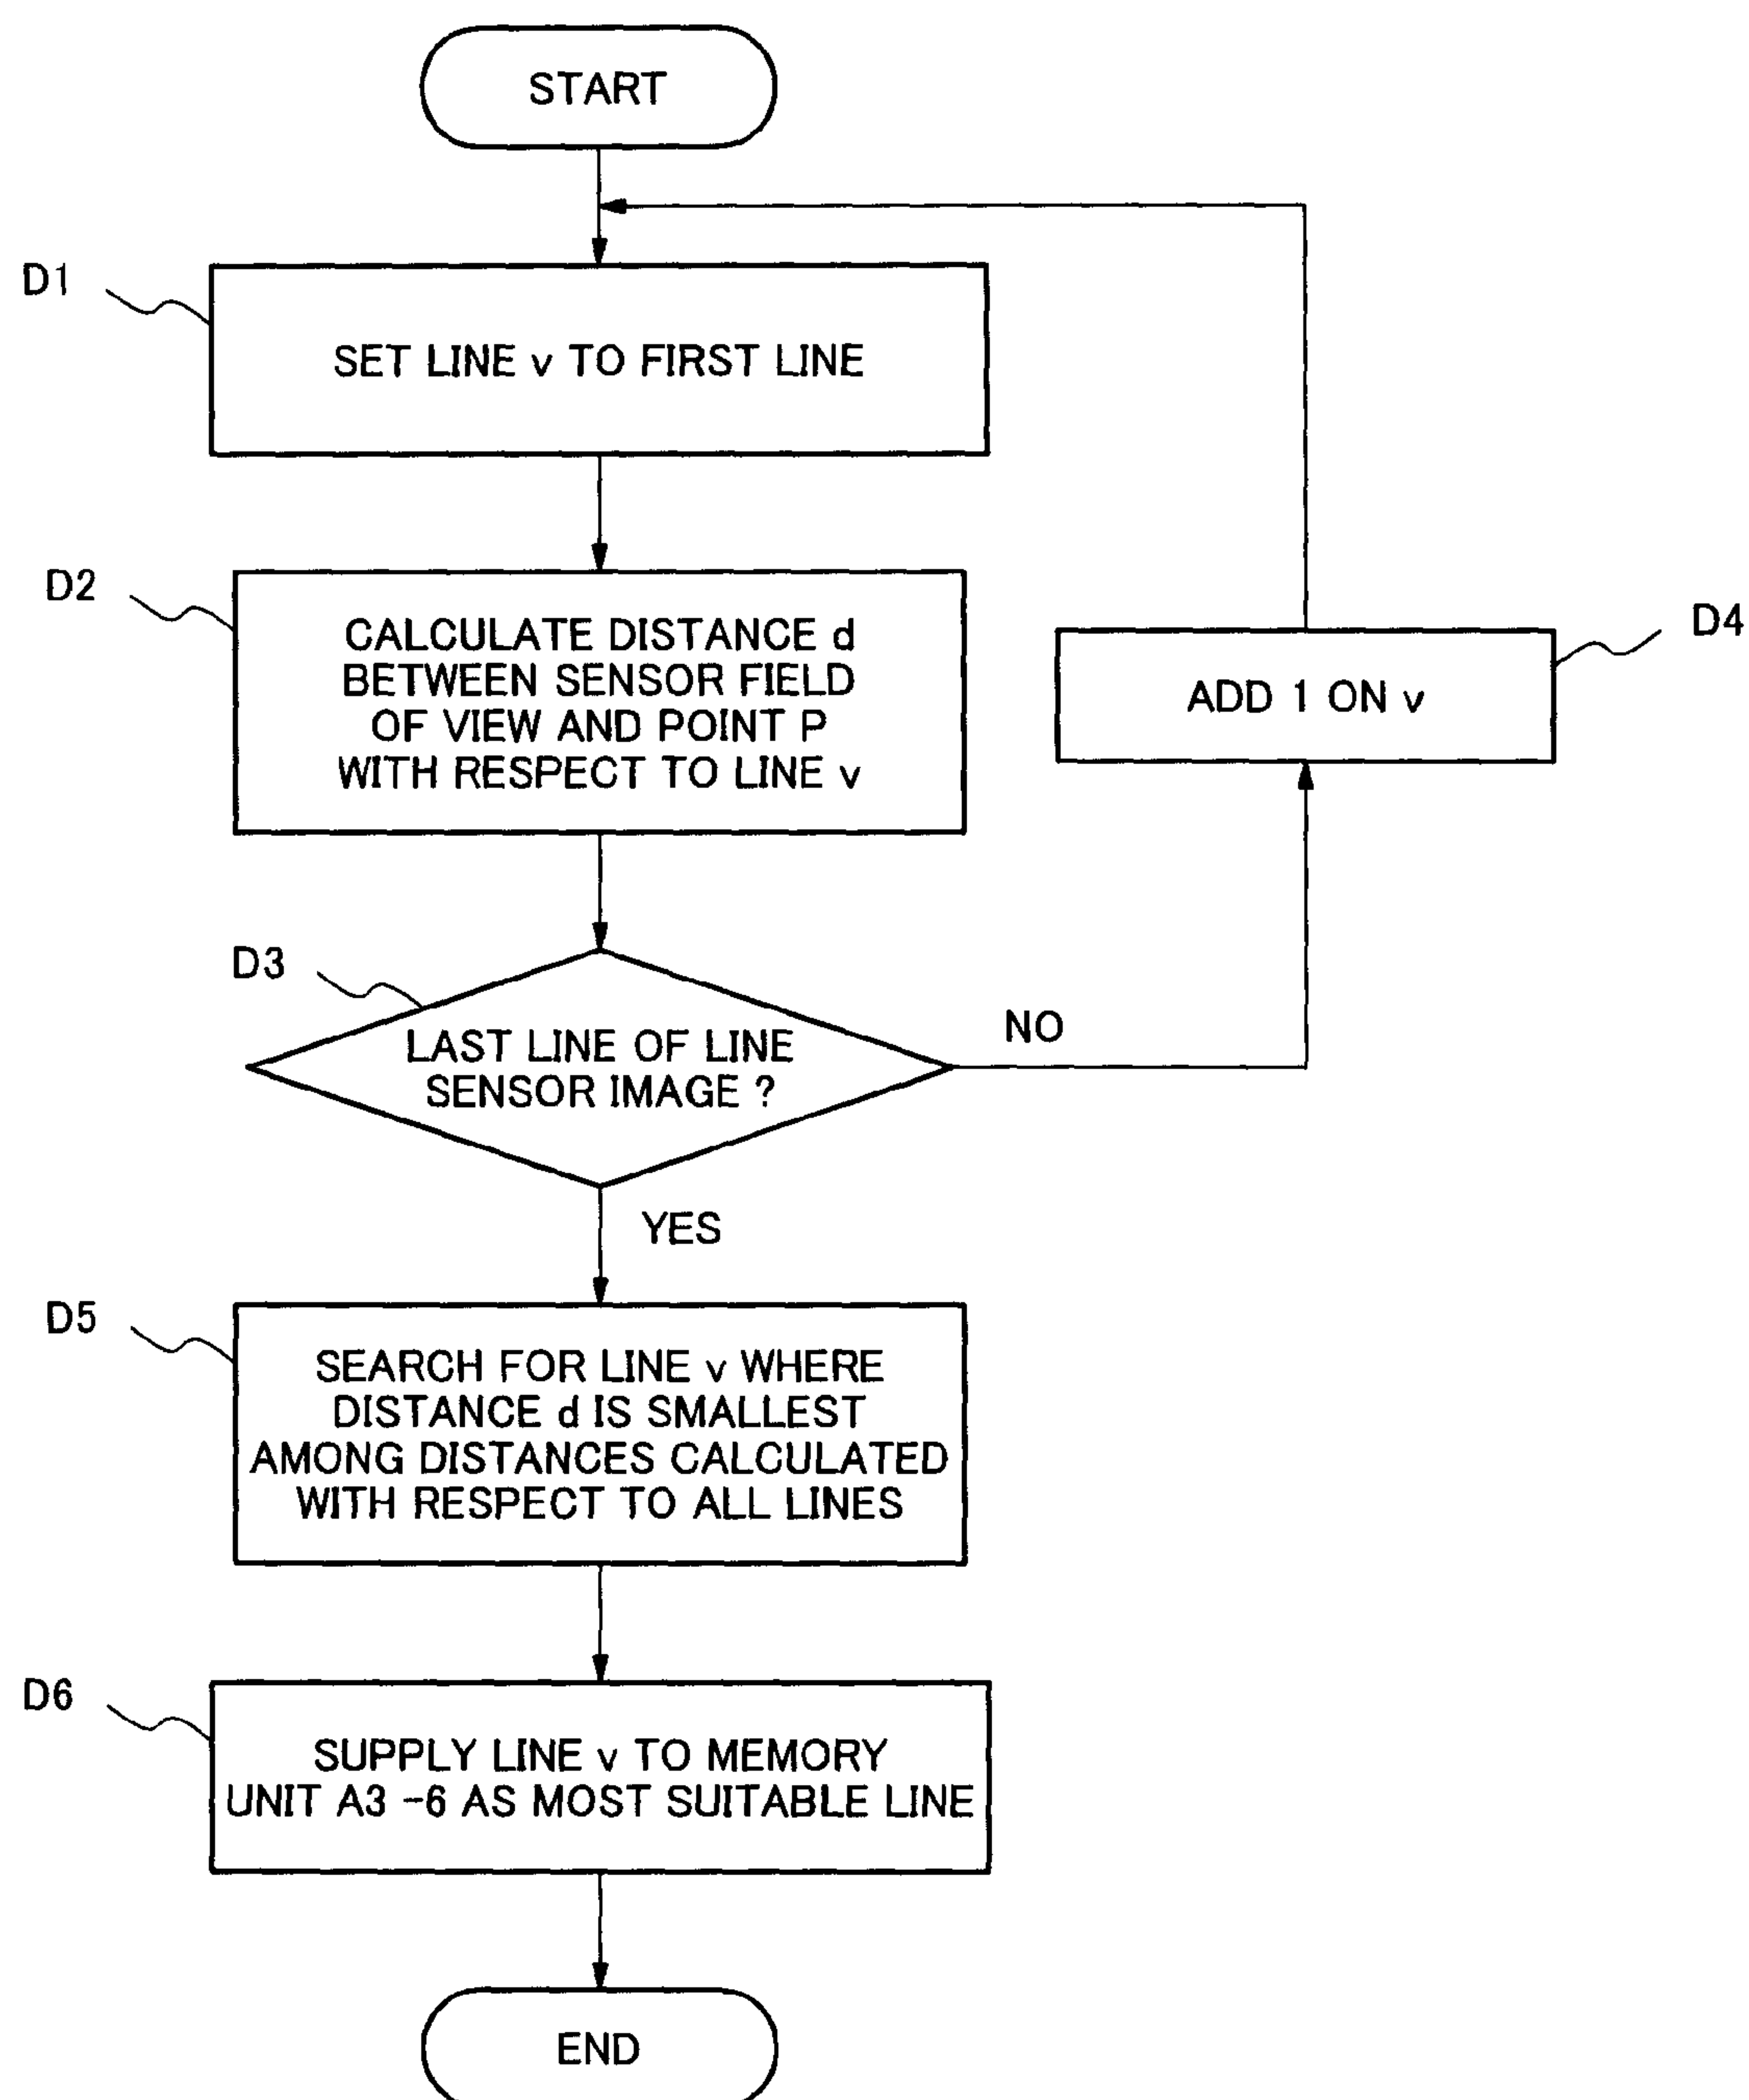 START
D1
SET LINE v TO FIRST LINE
D2
CALCULATE DISTANCE d
BETWEEN SENSOR FIELD
OF VIEW AND POINT P
WITH RESPECT TO LINE v
D4
ADD 1 ON v
D3
LAST LINE OF LINE
SENSOR IMAGE ?
NO
YES
D5
SEARCH FOR LINE v WHERE
DISTANCE d IS SMALLEST
AMONG DISTANCES CALCULATED
WITH RESPECT TO ALL LINES
D6
SUPPLY LINE v TO MEMORY
UNIT A3 -6 AS MOST SUITABLE LINE
END